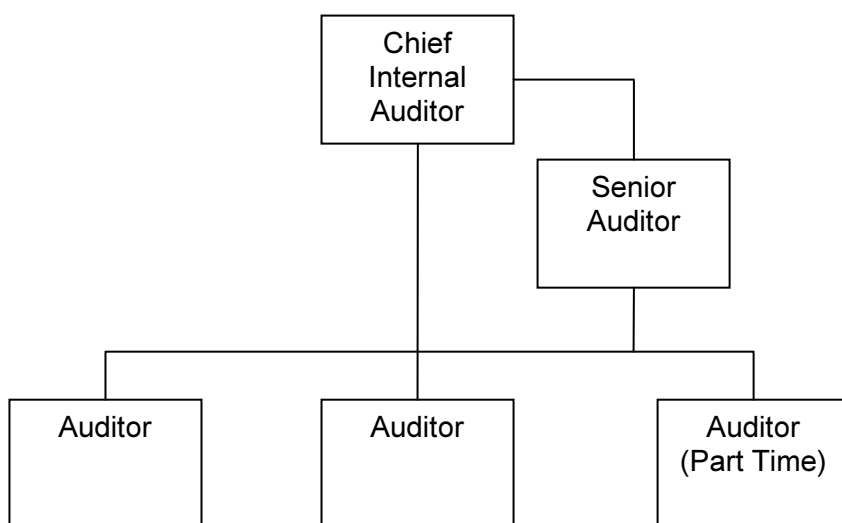 Chief
Internal
Auditor
Senior
Auditor
Auditor
Auditor
Auditor
(Part Time)